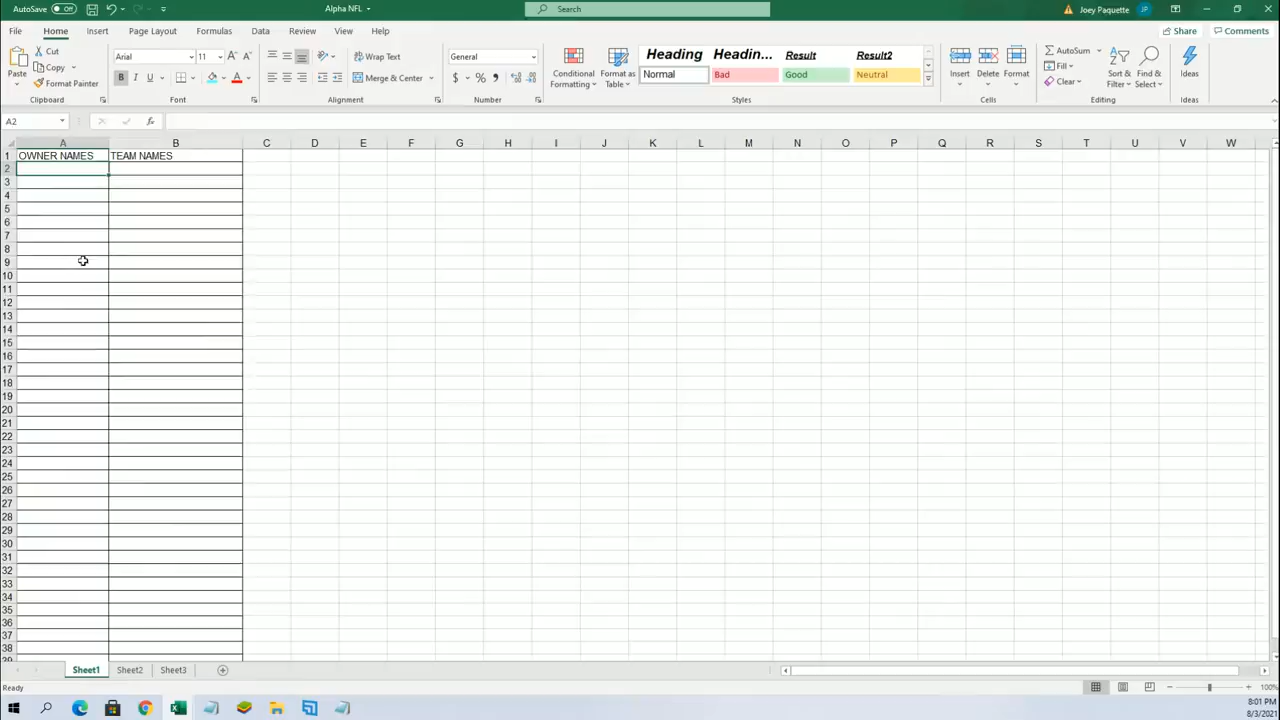 AutoSave Off Alpha NFL Search Joey Paquette JP
File Home Insert Page Layout Formulas Data Review View Help Share Comments
Paste Cut Copy Format Painter Clipboard
Arial 11 A A B I U A Font
Wrap Text Merge & Center Alignment
General $ % , Number
Conditional Formatting Format as Table
Heading Headin... Result Result2
Normal Bad Good Neutral
Styles
Insert Delete Format Cells
AutoSum Fill Clear Sort & Filter Find & Select Editing
Ideas Ideas
A2 fx
A B C D E F G H I J K L M N O P Q R S T U V W
1 OWNER NAMES TEAM NAMES
2
3
4
5
6
7
8
9
10
11
12
13
14
15
16
17
18
19
20
21
22
23
24
25
26
27
28
29
30
31
32
33
34
35
36
37
38
39
Sheet1 Sheet2 Sheet3
Ready 100%
8:01 PM
8/3/2021